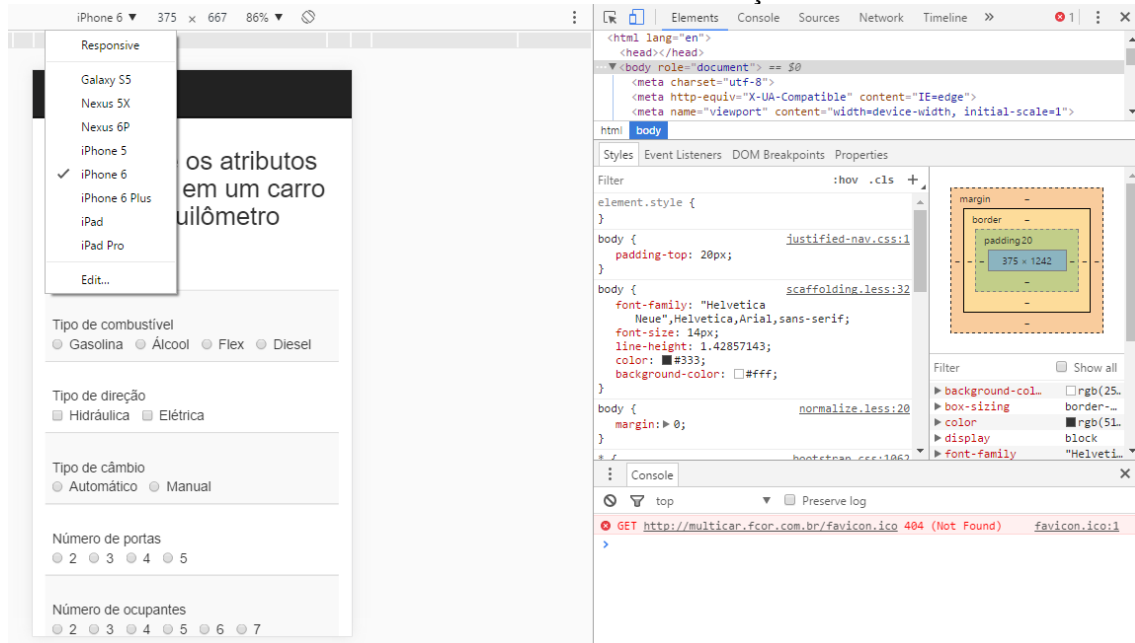 iPhone 6 ▼ 375 × 667 86% ▼
Responsive
Galaxy S5
Nexus 5X
Nexus 6P
iPhone 5
✓ iPhone 6
iPhone 6 Plus
iPad
iPad Pro
Edit...
os atributos
em um carro
uilômetro
Tipo de combustível
Gasolina Álcool Flex Diesel
Tipo de direção
Hidráulica Elétrica
Tipo de câmbio
Automático Manual
Número de portas
2 3 4 5
Número de ocupantes
2 3 4 5 6 7
Elements Console Sources Network Timeline » 1
<html lang="en">
<head></head>
▼<body role="document"> == $0
<meta charset="utf-8">
<meta http-equiv="X-UA-Compatible" content="IE=edge">
<meta name="viewport" content="width=device-width, initial-scale=1">
html body
Styles Event Listeners DOM Breakpoints Properties
Filter :hov .cls +
element.style {
}
body { justified-nav.css:1
padding-top: 20px;
}
body { scaffolding.less:32
font-family: "Helvetica
Neue",Helvetica,Arial,sans-serif;
font-size: 14px;
line-height: 1.42857143;
color: #333;
background-color: #fff;
}
body { normalize.less:20
margin:▶ 0;
}
* { bootstrap.css:1062
margin –
border –
padding 20
375 × 1242
Filter Show all
▶ background-col… rgb(25…
▶ box-sizing border-…
▶ color rgb(51…
▶ display block
▶ font-family "Helveti…
Console
top ▼ Preserve log
GET http://multicar.fcor.com.br/favicon.ico 404 (Not Found) favicon.ico:1
>